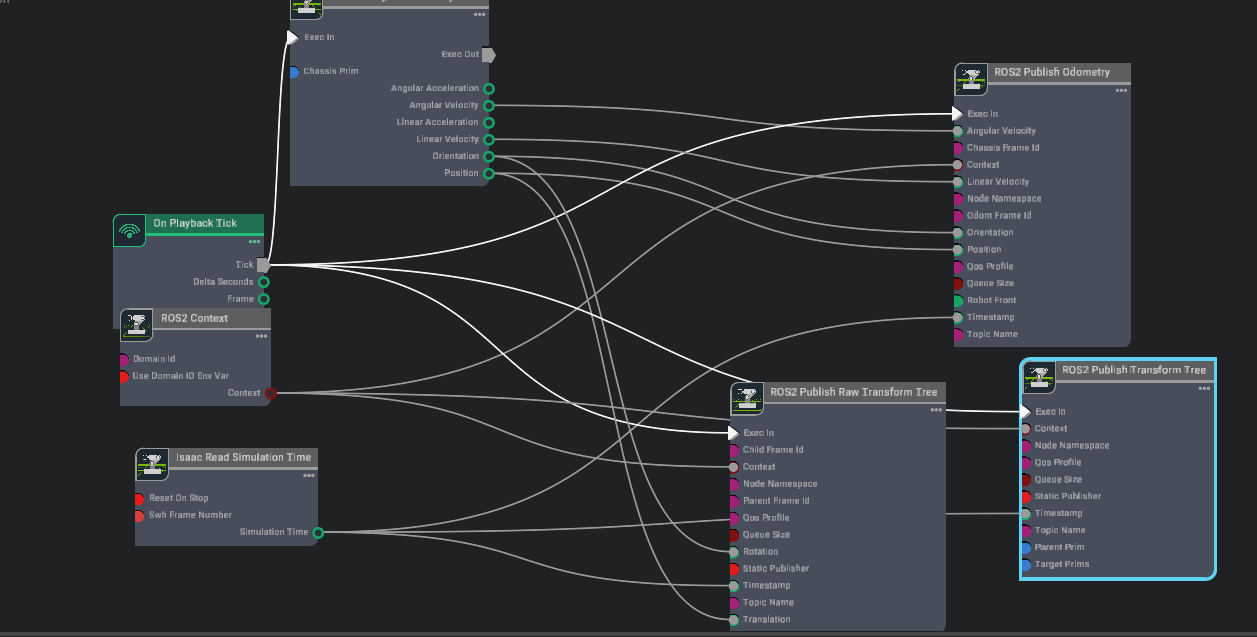 Exec In
Exec Out
Chassis Prim
Angular Acceleration
Angular Velocity
Linear Acceleration
Linear Velocity
Orientation
Position
On Playback Tick
Tick
Delta Seconds
Frame
ROS2 Context
Domain Id
Use Domain ID Env Var
Context
Isaac Read Simulation Time
Reset On Stop
Swh Frame Number
Simulation Time
ROS2 Publish Odometry
Exec In
Angular Velocity
Chassis Frame Id
Context
Linear Velocity
Node Namespace
Odom Frame Id
Orientation
Position
Qos Profile
Queue Size
Robot Front
Timestamp
Topic Name
ROS2 Publish Raw Transform Tree
Exec In
Child Frame Id
Context
Node Namespace
Parent Frame Id
Qos Profile
Queue Size
Rotation
Static Publisher
Timestamp
Topic Name
Translation
ROS2 Publish Transform Tree
Exec In
Context
Node Namespace
Qos Profile
Queue Size
Static Publisher
Timestamp
Topic Name
Parent Prim
Target Prims